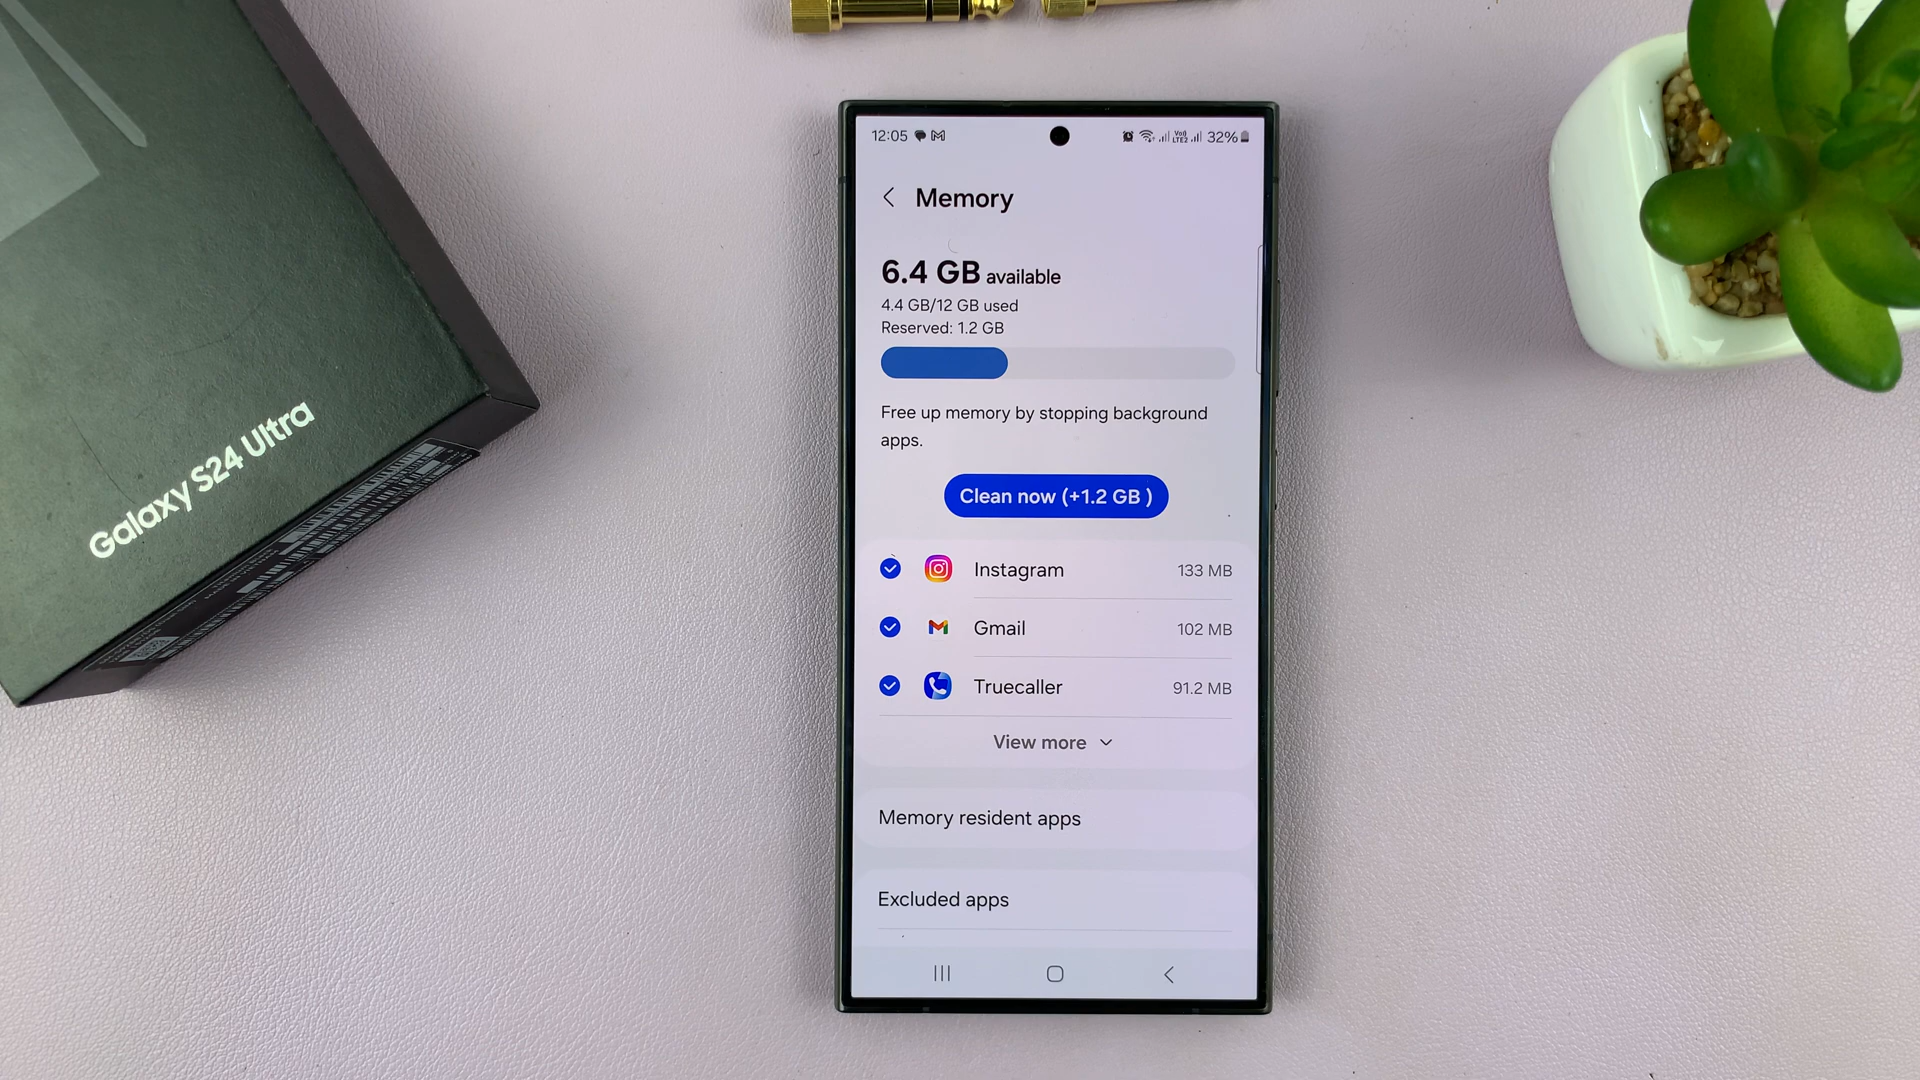 Galaxy S24 Ultra
12:05
VoI)
LTE2
32%
Memory
6.4 GB available
4.4 GB/12 GB used
Reserved: 1.2 GB
Free up memory by stopping background
apps.
Clean now (+1.2 GB )
Instagram 133 MB
Gmail 102 MB
Truecaller 91.2 MB
View more
Memory resident apps
Excluded apps